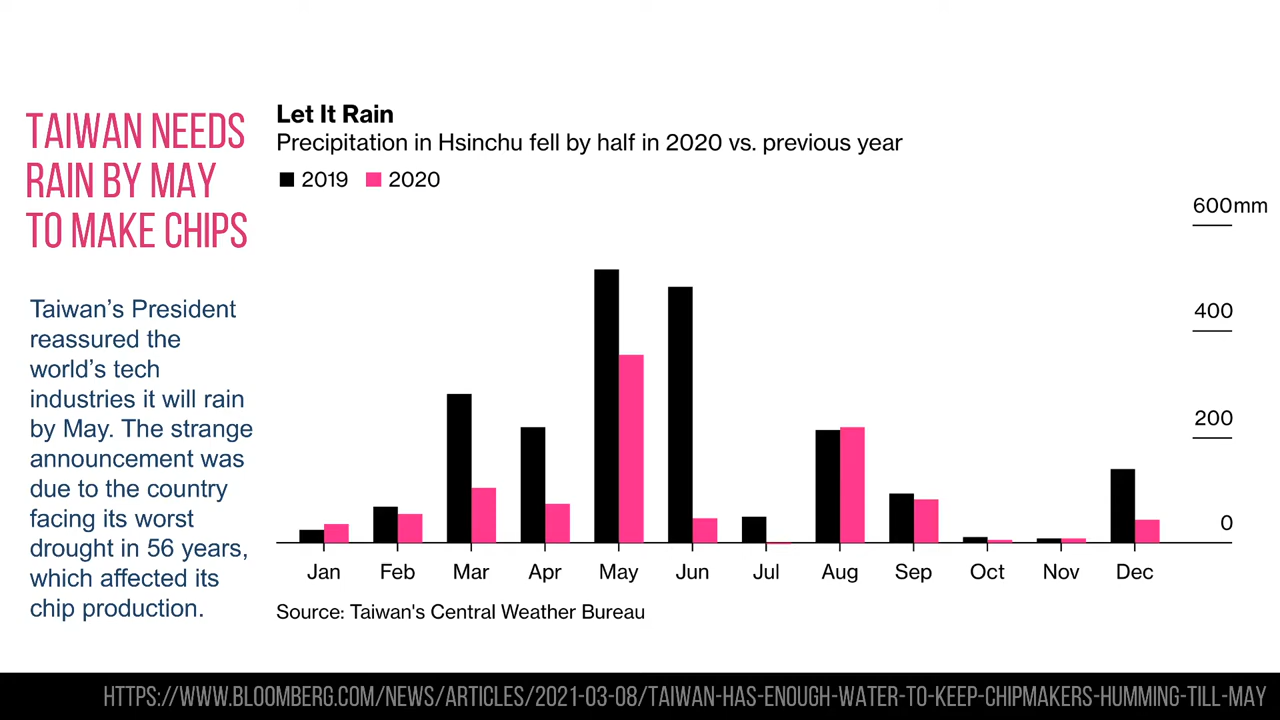 TAIWAN NEEDS
RAIN BY MAY
TO MAKE CHIPS
Taiwan's President
reassured the
world's tech
industries it will rain
by May. The strange
announcement was
due to the country
facing its worst
drought in 56 years,
which affected its
chip production.
Let It Rain
Precipitation in Hsinchu fell by half in 2020 vs. previous year
2019 2020
600mm
400
200
0
Jan Feb Mar Apr May Jun Jul Aug Sep Oct Nov Dec
Source: Taiwan's Central Weather Bureau
HTTPS://WWW.BLOOMBERG.COM/NEWS/ARTICLES/2021-03-08/TAIWAN-HAS-ENOUGH-WATER-TO-KEEP-CHIPMAKERS-HUMMING-TILL-MAY